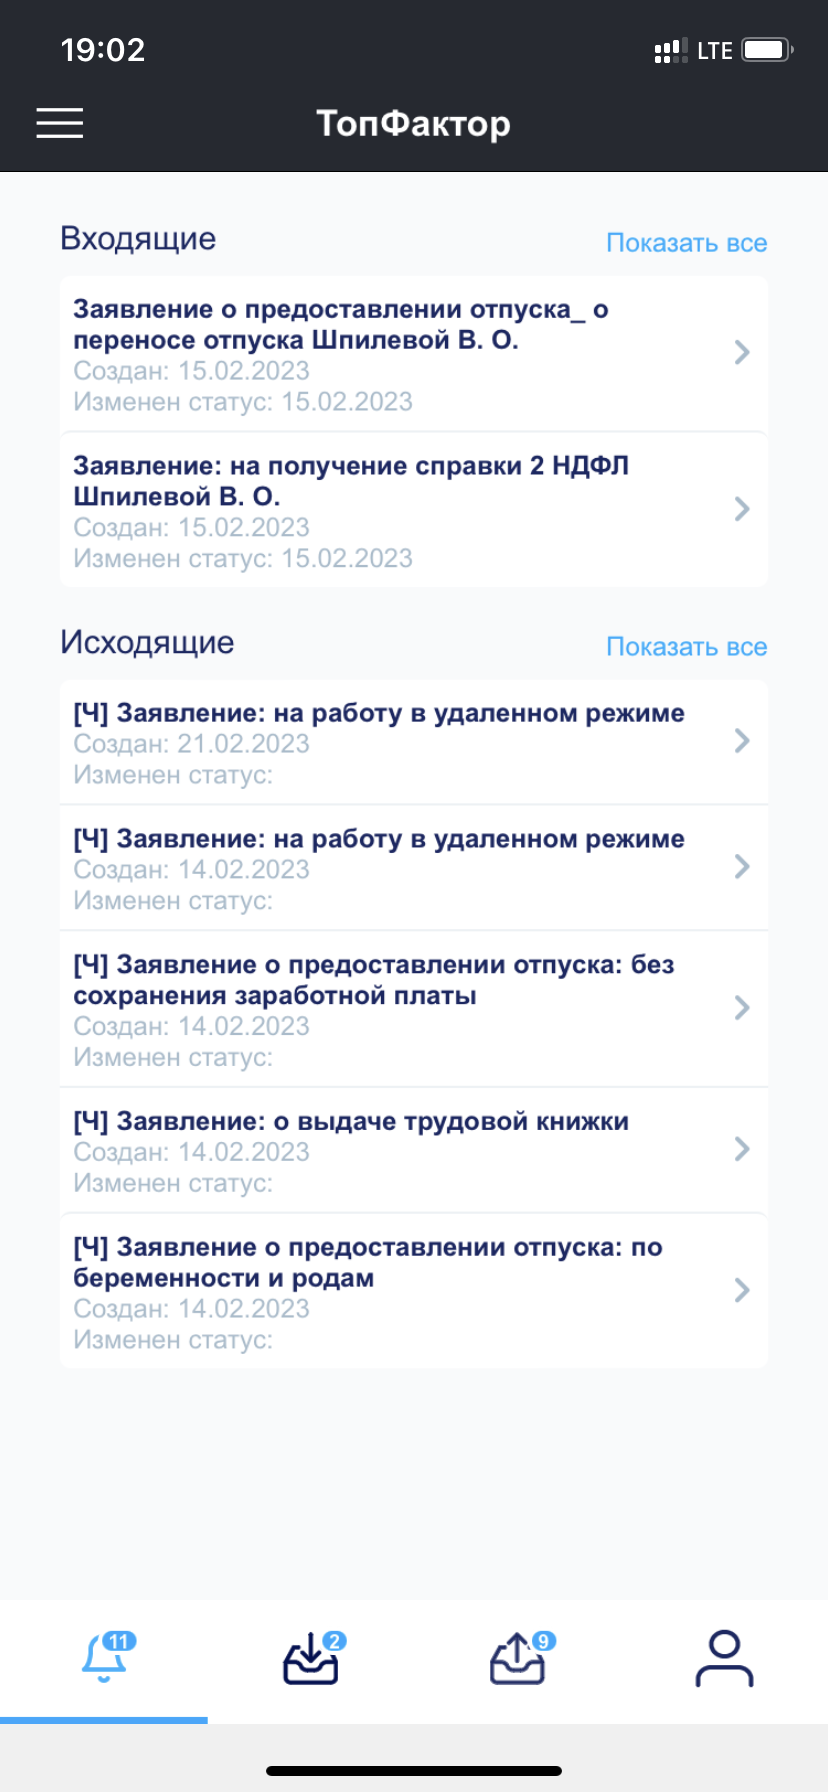 19:02
LTE
ТопФактор
Входящие
Показать все
Заявление о предоставлении отпуска_ о
переносе отпуска Шпилевой В. О.
Создан: 15.02.2023
Изменен статус: 15.02.2023
Заявление: на получение справки 2 НДФЛ
Шпилевой В. О.
Создан: 15.02.2023
Изменен статус: 15.02.2023
Исходящие
Показать все
[Ч] Заявление: на работу в удаленном режиме
Создан: 21.02.2023
Изменен статус:
[Ч] Заявление: на работу в удаленном режиме
Создан: 14.02.2023
Изменен статус:
[Ч] Заявление о предоставлении отпуска: без
сохранения заработной платы
Создан: 14.02.2023
Изменен статус:
[Ч] Заявление: о выдаче трудовой книжки
Создан: 14.02.2023
Изменен статус:
[Ч] Заявление о предоставлении отпуска: по
беременности и родам
Создан: 14.02.2023
Изменен статус:
11
2
9